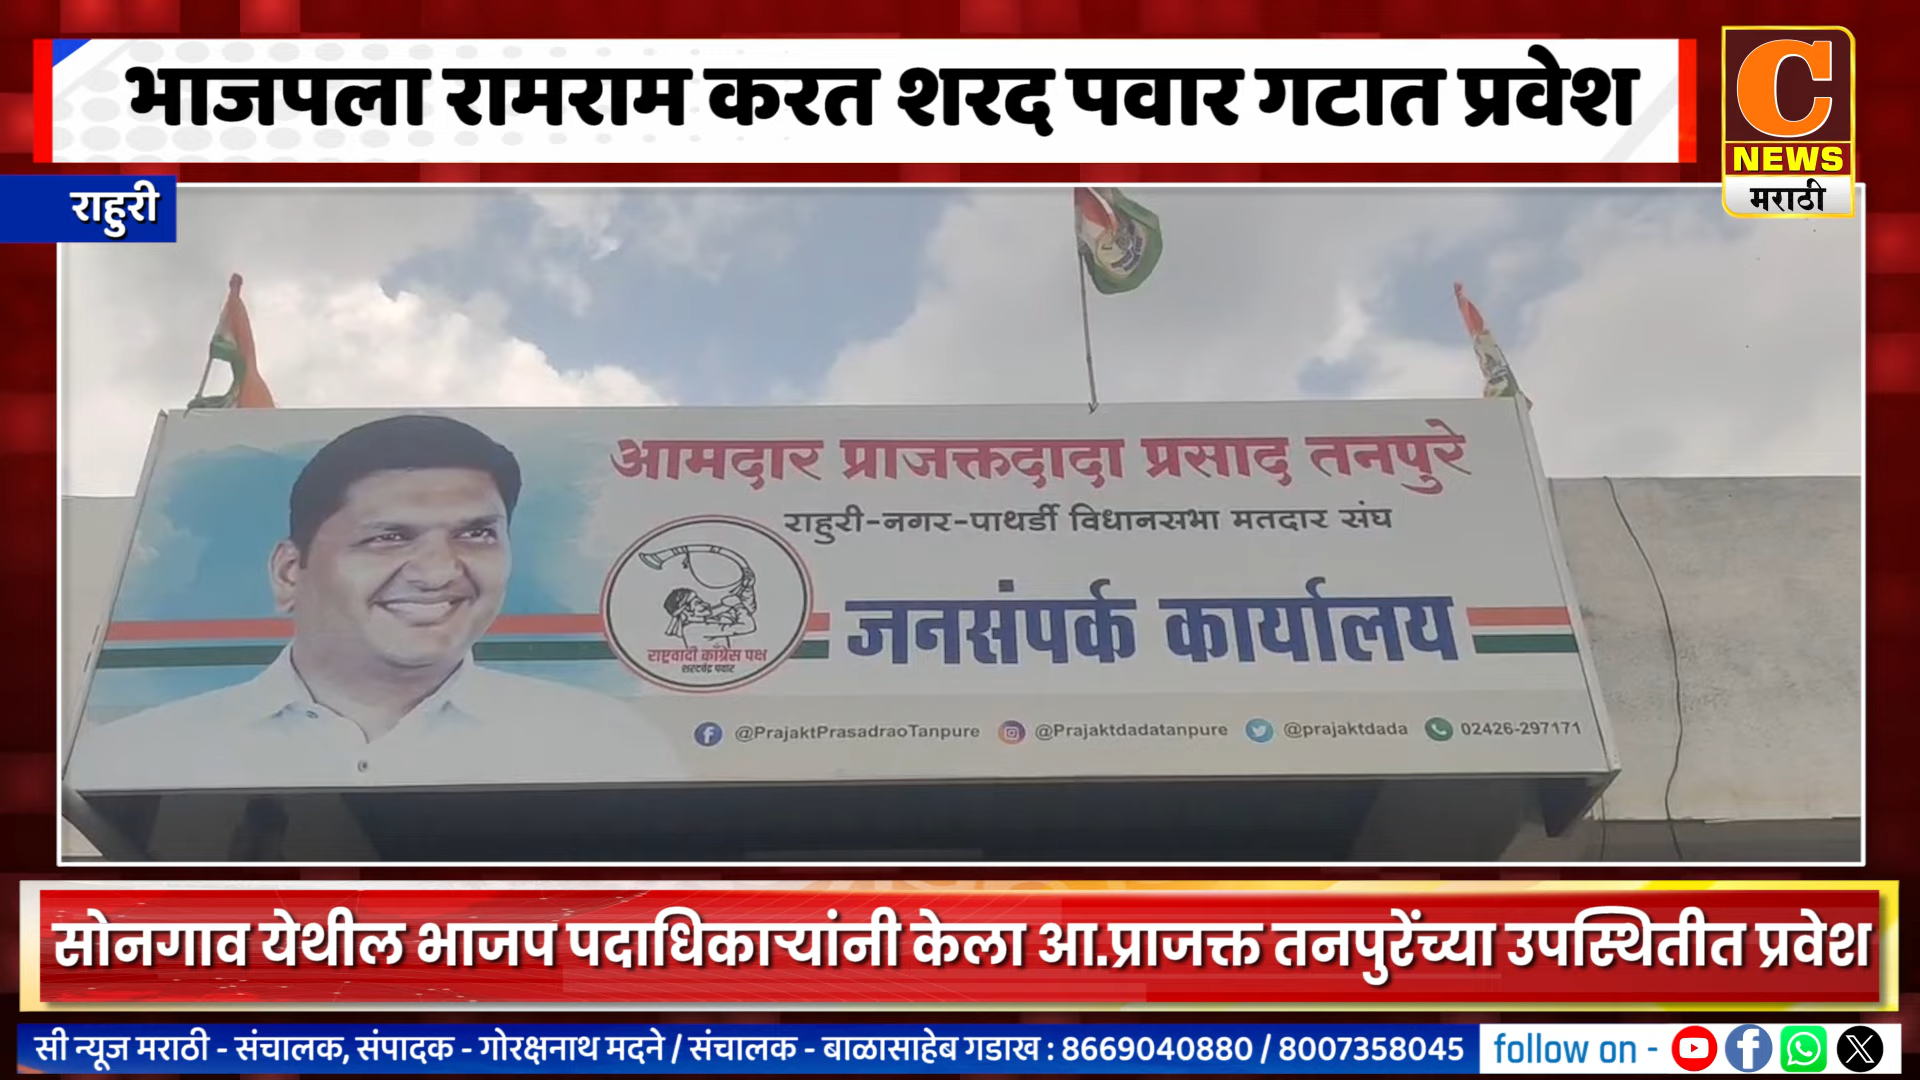 भाजपला रामराम करत शरद पवार गटात प्रवेश
C
NEWS
मराठी
राहुरी
आमदार प्राजक्तदादा प्रसाद तनपुरे
राहुरी-नगर-पाथर्डी विधानसभा मतदार संघ
जनसंपर्क कार्यालय
राष्ट्रवादी काँग्रेस पक्ष
शरदचंद्र पवार
@PrajaktPrasadraoTanpure @Prajaktdadatanpure @prajaktdada 02426-297171
सोनगाव येथील भाजप पदाधिकाऱ्यांनी केला आ.प्राजक्त तनपुरेंच्या उपस्थितीत प्रवेश
सी न्यूज मराठी - संचालक, संपादक - गोरक्षनाथ मदने / संचालक - बाळासाहेब गडाख : 8669040880 / 8007358045 follow on -